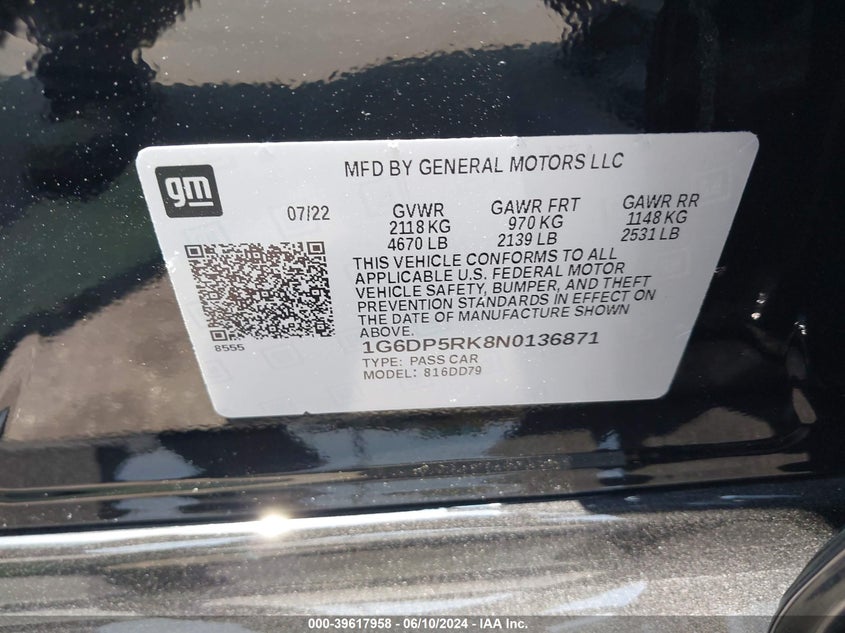 gm
MFD BY GENERAL MOTORS LLC
07/22
GVWR
2118 KG
4670 LB
GAWR FRT
970 KG
2139 LB
GAWR RR
1148 KG
2531 LB
THIS VEHICLE CONFORMS TO ALL
APPLICABLE U.S. FEDERAL MOTOR
VEHICLE SAFETY, BUMPER, AND THEFT
PREVENTION STANDARDS IN EFFECT ON
THE DATE OF MANUFACTURE SHOWN
ABOVE.
8555
1G6DP5RK8N0136871
TYPE: PASS CAR
MODEL: 816DD79
000-39617958 - 06/10/2024 - IAA Inc.